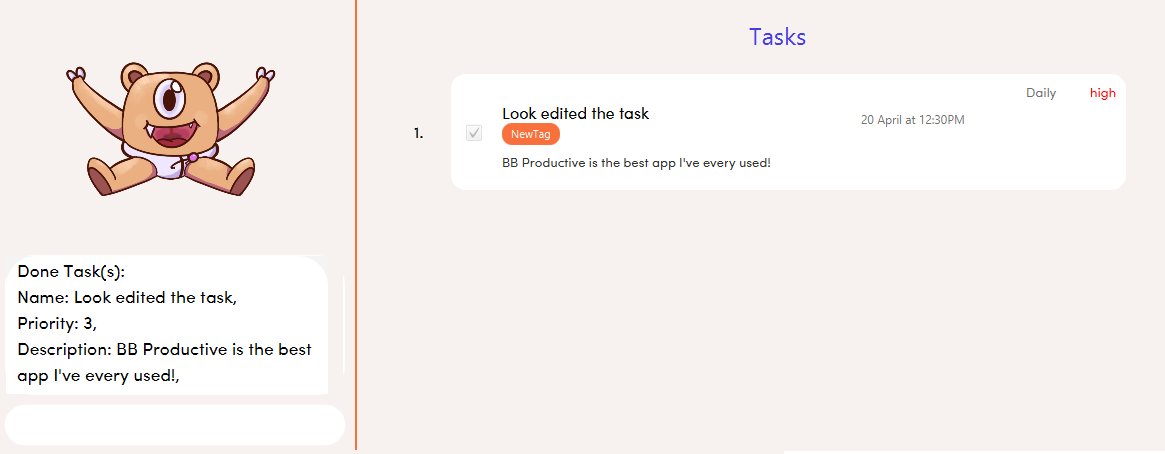 Tasks
Daily
high
1.
Look edited the task
20 April at 12:30PM
NewTag
BB Productive is the best app I've every used!
Done Task(s):
Name: Look edited the task,
Priority: 3,
Description: BB Productive is the best
app I've every used!,